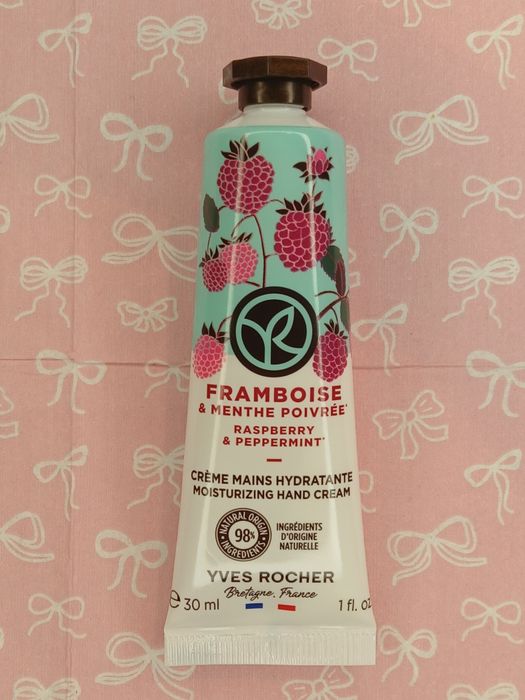 YR
FRAMBOISE
& MENTHE POIVRÉE*
RASPBERRY
& PEPPERMINT*
CRÈME MAINS HYDRATANTE
MOISTURIZING HAND CREAM
NATURAL ORIGIN
98%
INGREDIENTS
INGRÉDIENTS
D'ORIGINE
NATURELLE
YVES ROCHER
Bretagne, France
e 30 ml 1 fl. oz